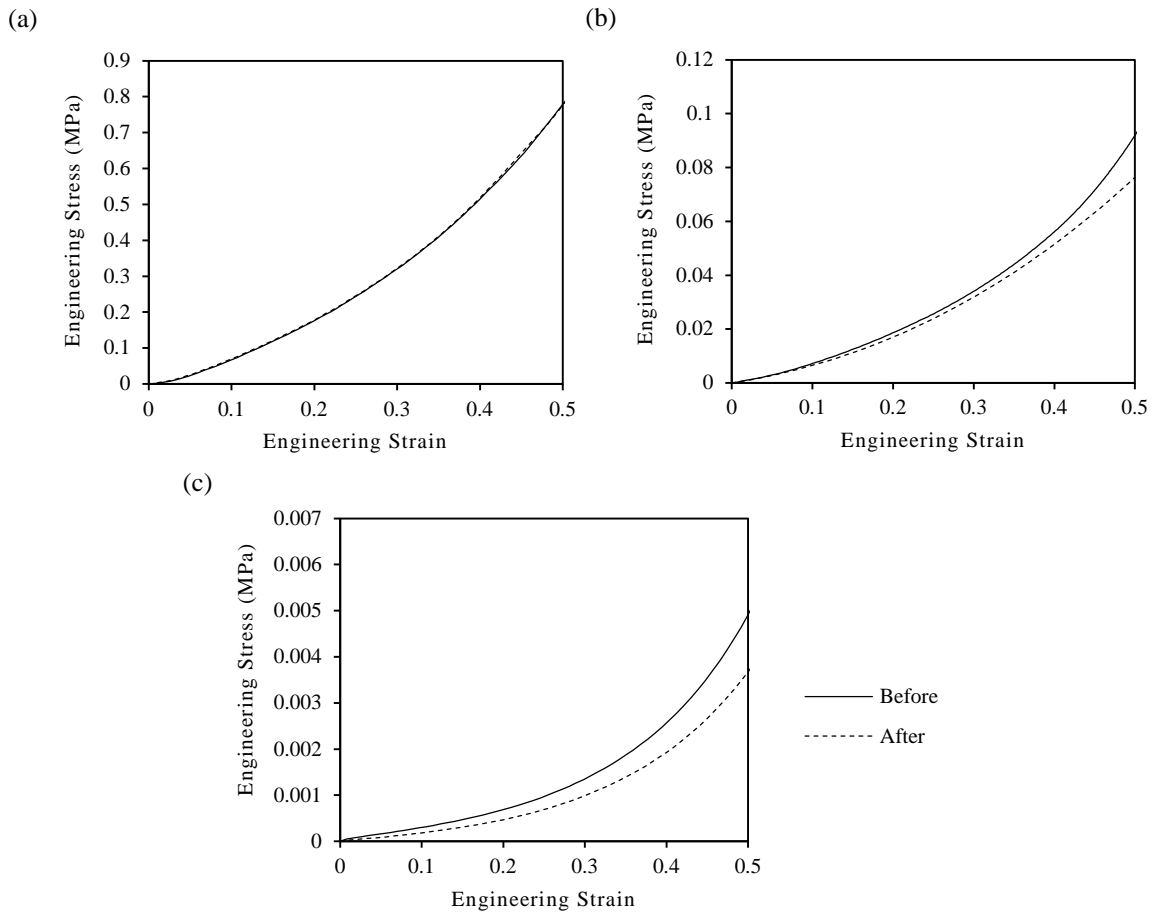 (a)
Engineering Stress (MPa)
0.9
0.8
0.7
0.6
0.5
0.4
0.3
0.2
0.1
0
0 0.1 0.2 0.3 0.4 0.5
Engineering Strain
(b)
Engineering Stress (MPa)
0.12
0.1
0.08
0.06
0.04
0.02
0
0 0.1 0.2 0.3 0.4 0.5
Engineering Strain
(c)
Engineering Stress (MPa)
0.007
0.006
0.005
0.004
0.003
0.002
0.001
0
0 0.1 0.2 0.3 0.4 0.5
Engineering Strain
Before
After